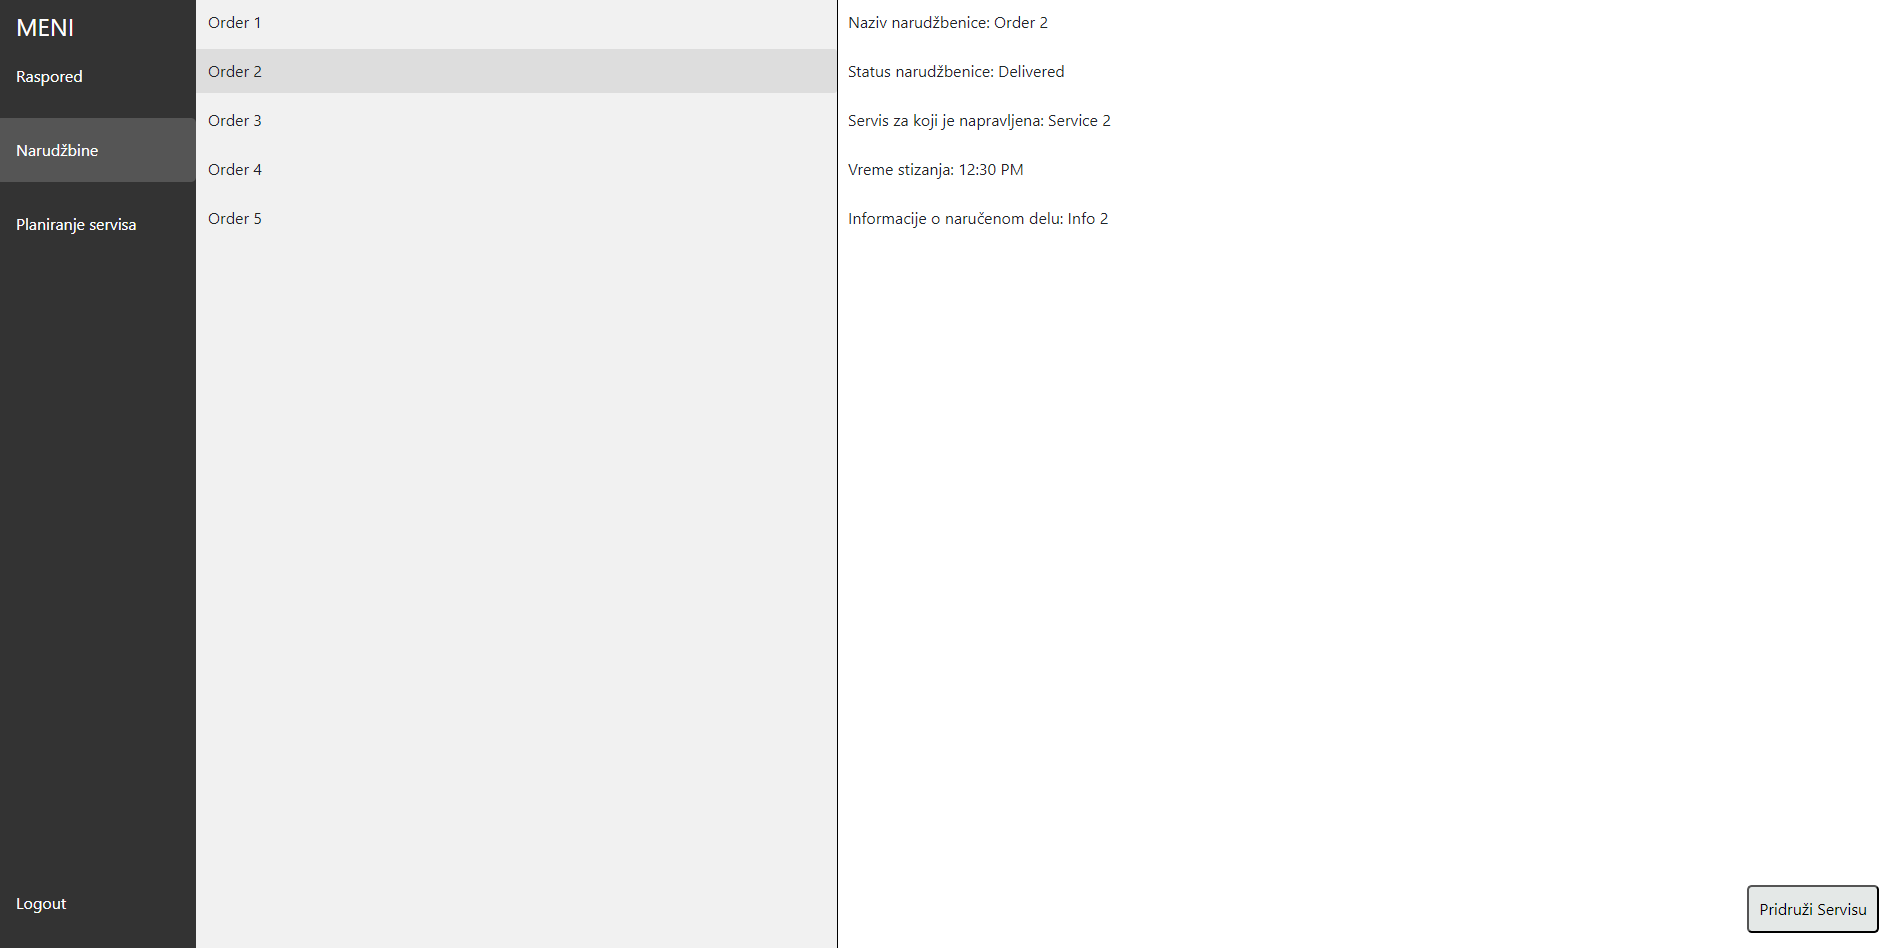 MENI
Raspored
Narudžbine
Planiranje servisa
Logout
Order 1
Order 2
Order 3
Order 4
Order 5
Naziv narudžbenice: Order 2
Status narudžbenice: Delivered
Servis za koji je napravljena: Service 2
Vreme stizanja: 12:30 PM
Informacije o naručenom delu: Info 2
Pridruži Servisu